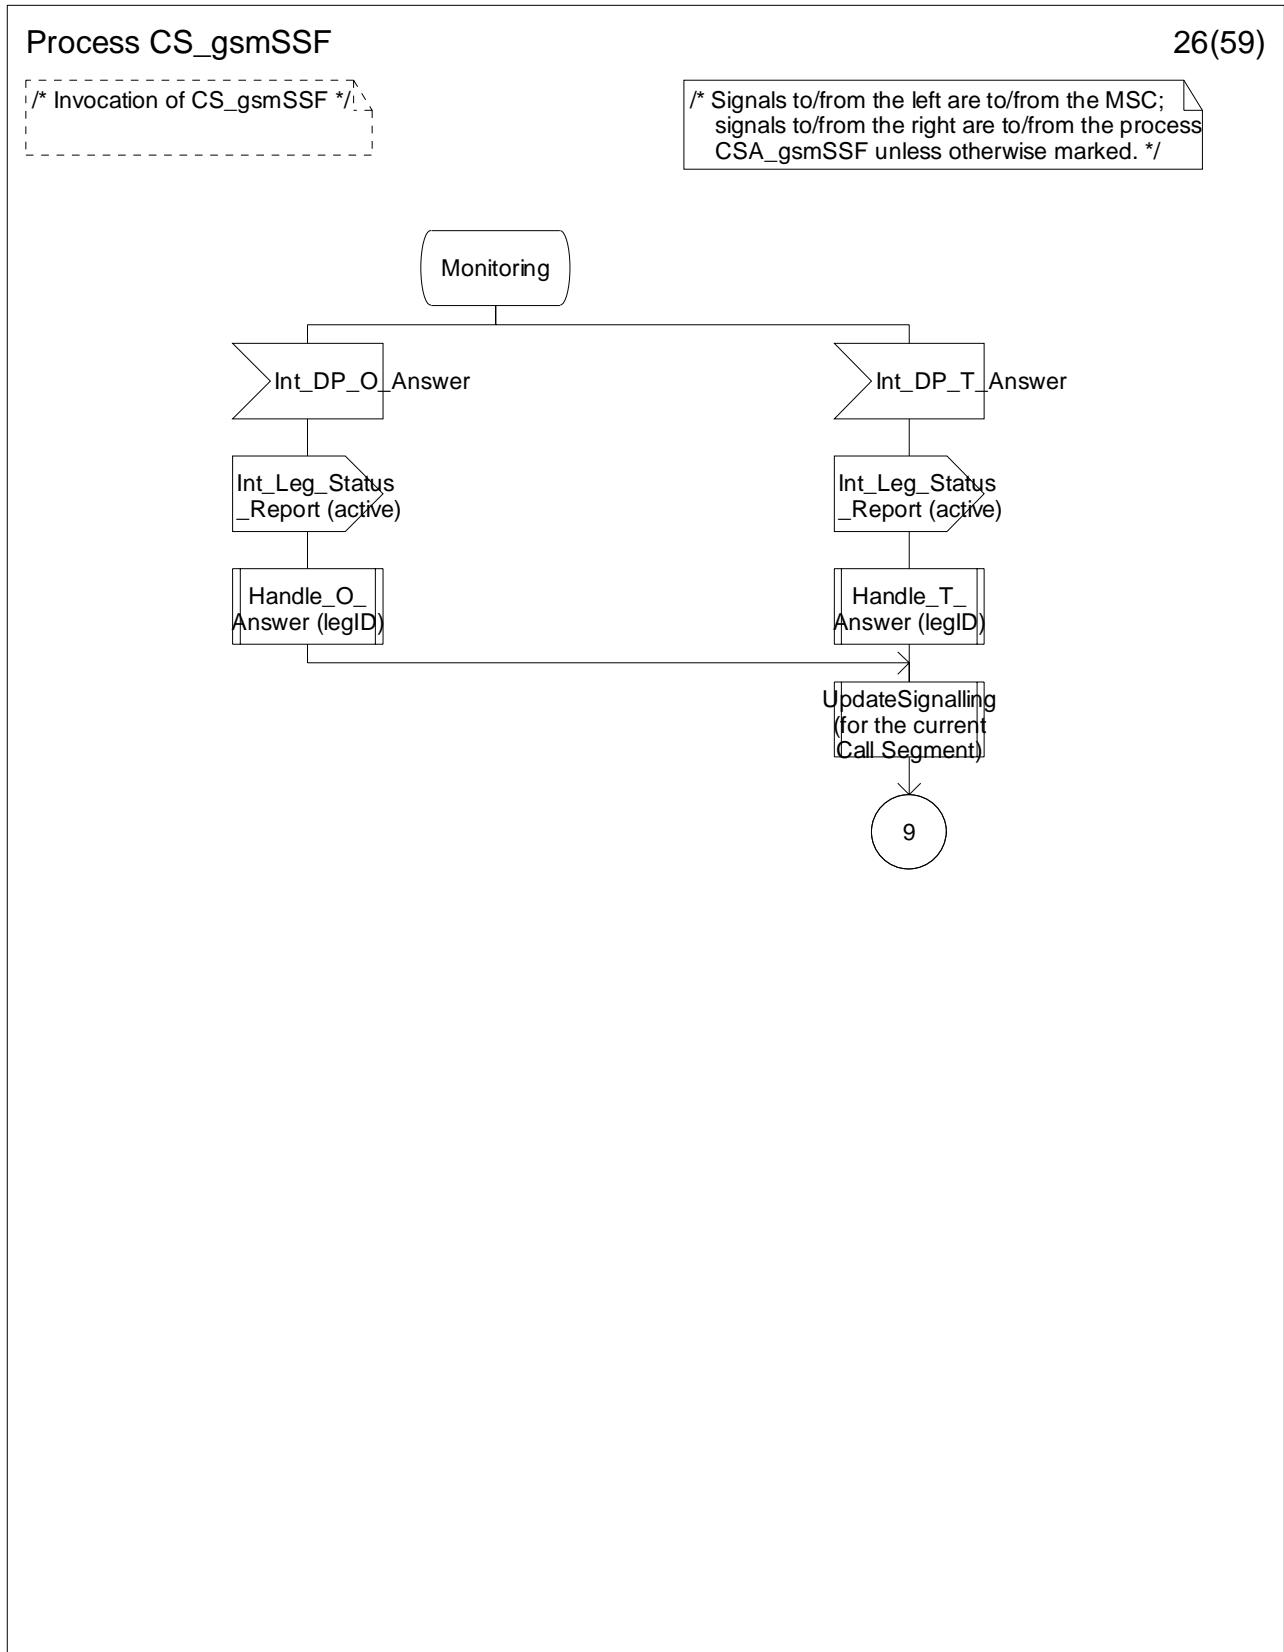 Process CS_gsmSSF
26(59)
/* Invocation of CS_gsmSSF */
/* Signals to/from the left are to/from the MSC;
signals to/from the right are to/from the process
CSA_gsmSSF unless otherwise marked. */
Monitoring
Int_DP_O_Answer
Int_DP_T_Answer
Int_Leg_Status
_Report (active)
Int_Leg_Status
_Report (active)
Handle_O_
Answer (legID)
Handle_T_
Answer (legID)
UpdateSignalling
(for the current
Call Segment)
9